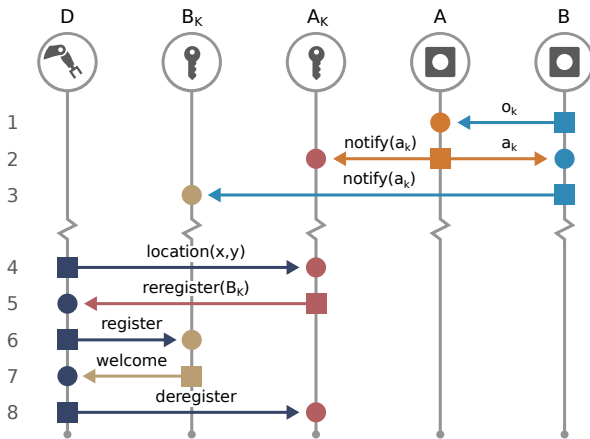 D B_K A_K A B
1 o_k
2 notify(a_k) a_k
3 notify(a_k)
4 location(x,y)
5 reregister(B_K)
6 register
7 welcome
8 deregister